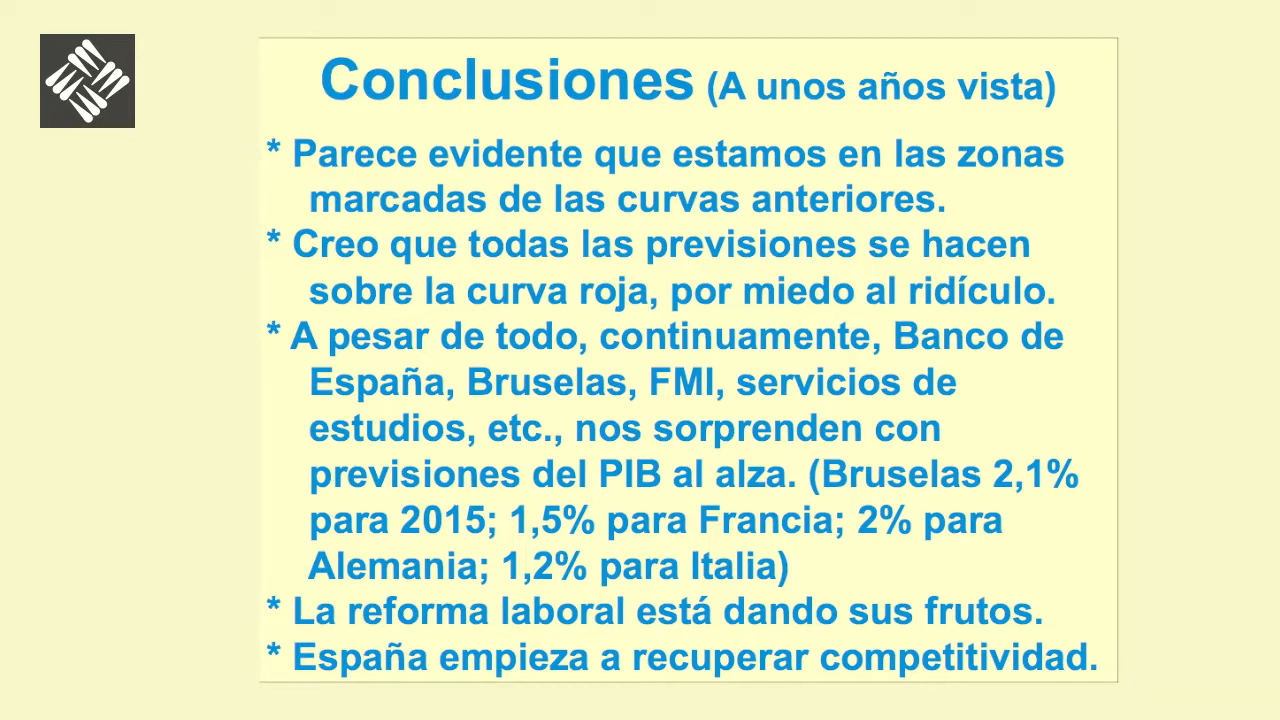 Conclusiones (A unos años vista)
* Parece evidente que estamos en las zonas
marcadas de las curvas anteriores.
* Creo que todas las previsiones se hacen
sobre la curva roja, por miedo al ridículo.
* A pesar de todo, continuamente, Banco de
España, Bruselas, FMI, servicios de
estudios, etc., nos sorprenden con
previsiones del PIB al alza. (Bruselas 2,1%
para 2015; 1,5% para Francia; 2% para
Alemania; 1,2% para Italia)
* La reforma laboral está dando sus frutos.
* España empieza a recuperar competitividad.